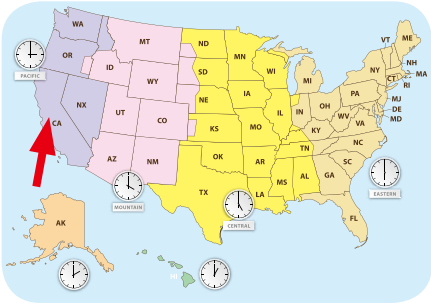 WA
MT
ND
MN
ME
VT
OR
ID
SD
WI
MI
NY
NH
MA
CT
RI
PACIFIC
WY
NE
IA
PA
NJ
NX
UT
CO
IL
IN
OH
DE
MD
CA
KS
MO
WV
VA
KY
AZ
NM
OK
AR
TN
NC
SC
TX
LA
MS
AL
GA
MOUNTAIN
CENTRAL
EASTERN
FL
AK
HI